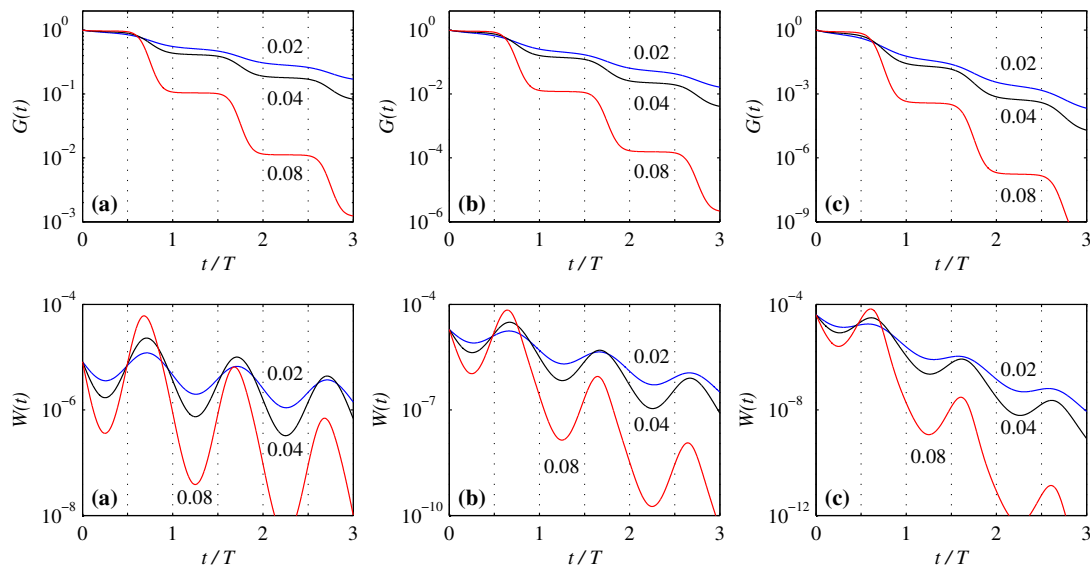 10^0
10^-1
10^-2
10^-3
G(t)
0.02
0.04
0.08
(a)
0 1 2 3
t / T
10^0
10^-2
10^-4
10^-6
G(t)
0.02
0.04
0.08
(b)
0 1 2 3
t / T
10^0
10^-3
10^-6
10^-9
G(t)
0.02
0.04
0.08
(c)
0 1 2 3
t / T
10^-4
10^-6
10^-8
W(t)
0.02
0.04
0.08
(a)
0 1 2 3
t / T
10^-4
10^-7
10^-10
W(t)
0.02
0.04
0.08
(b)
0 1 2 3
t / T
10^-4
10^-8
10^-12
W(t)
0.02
0.04
0.08
(c)
0 1 2 3
t / T